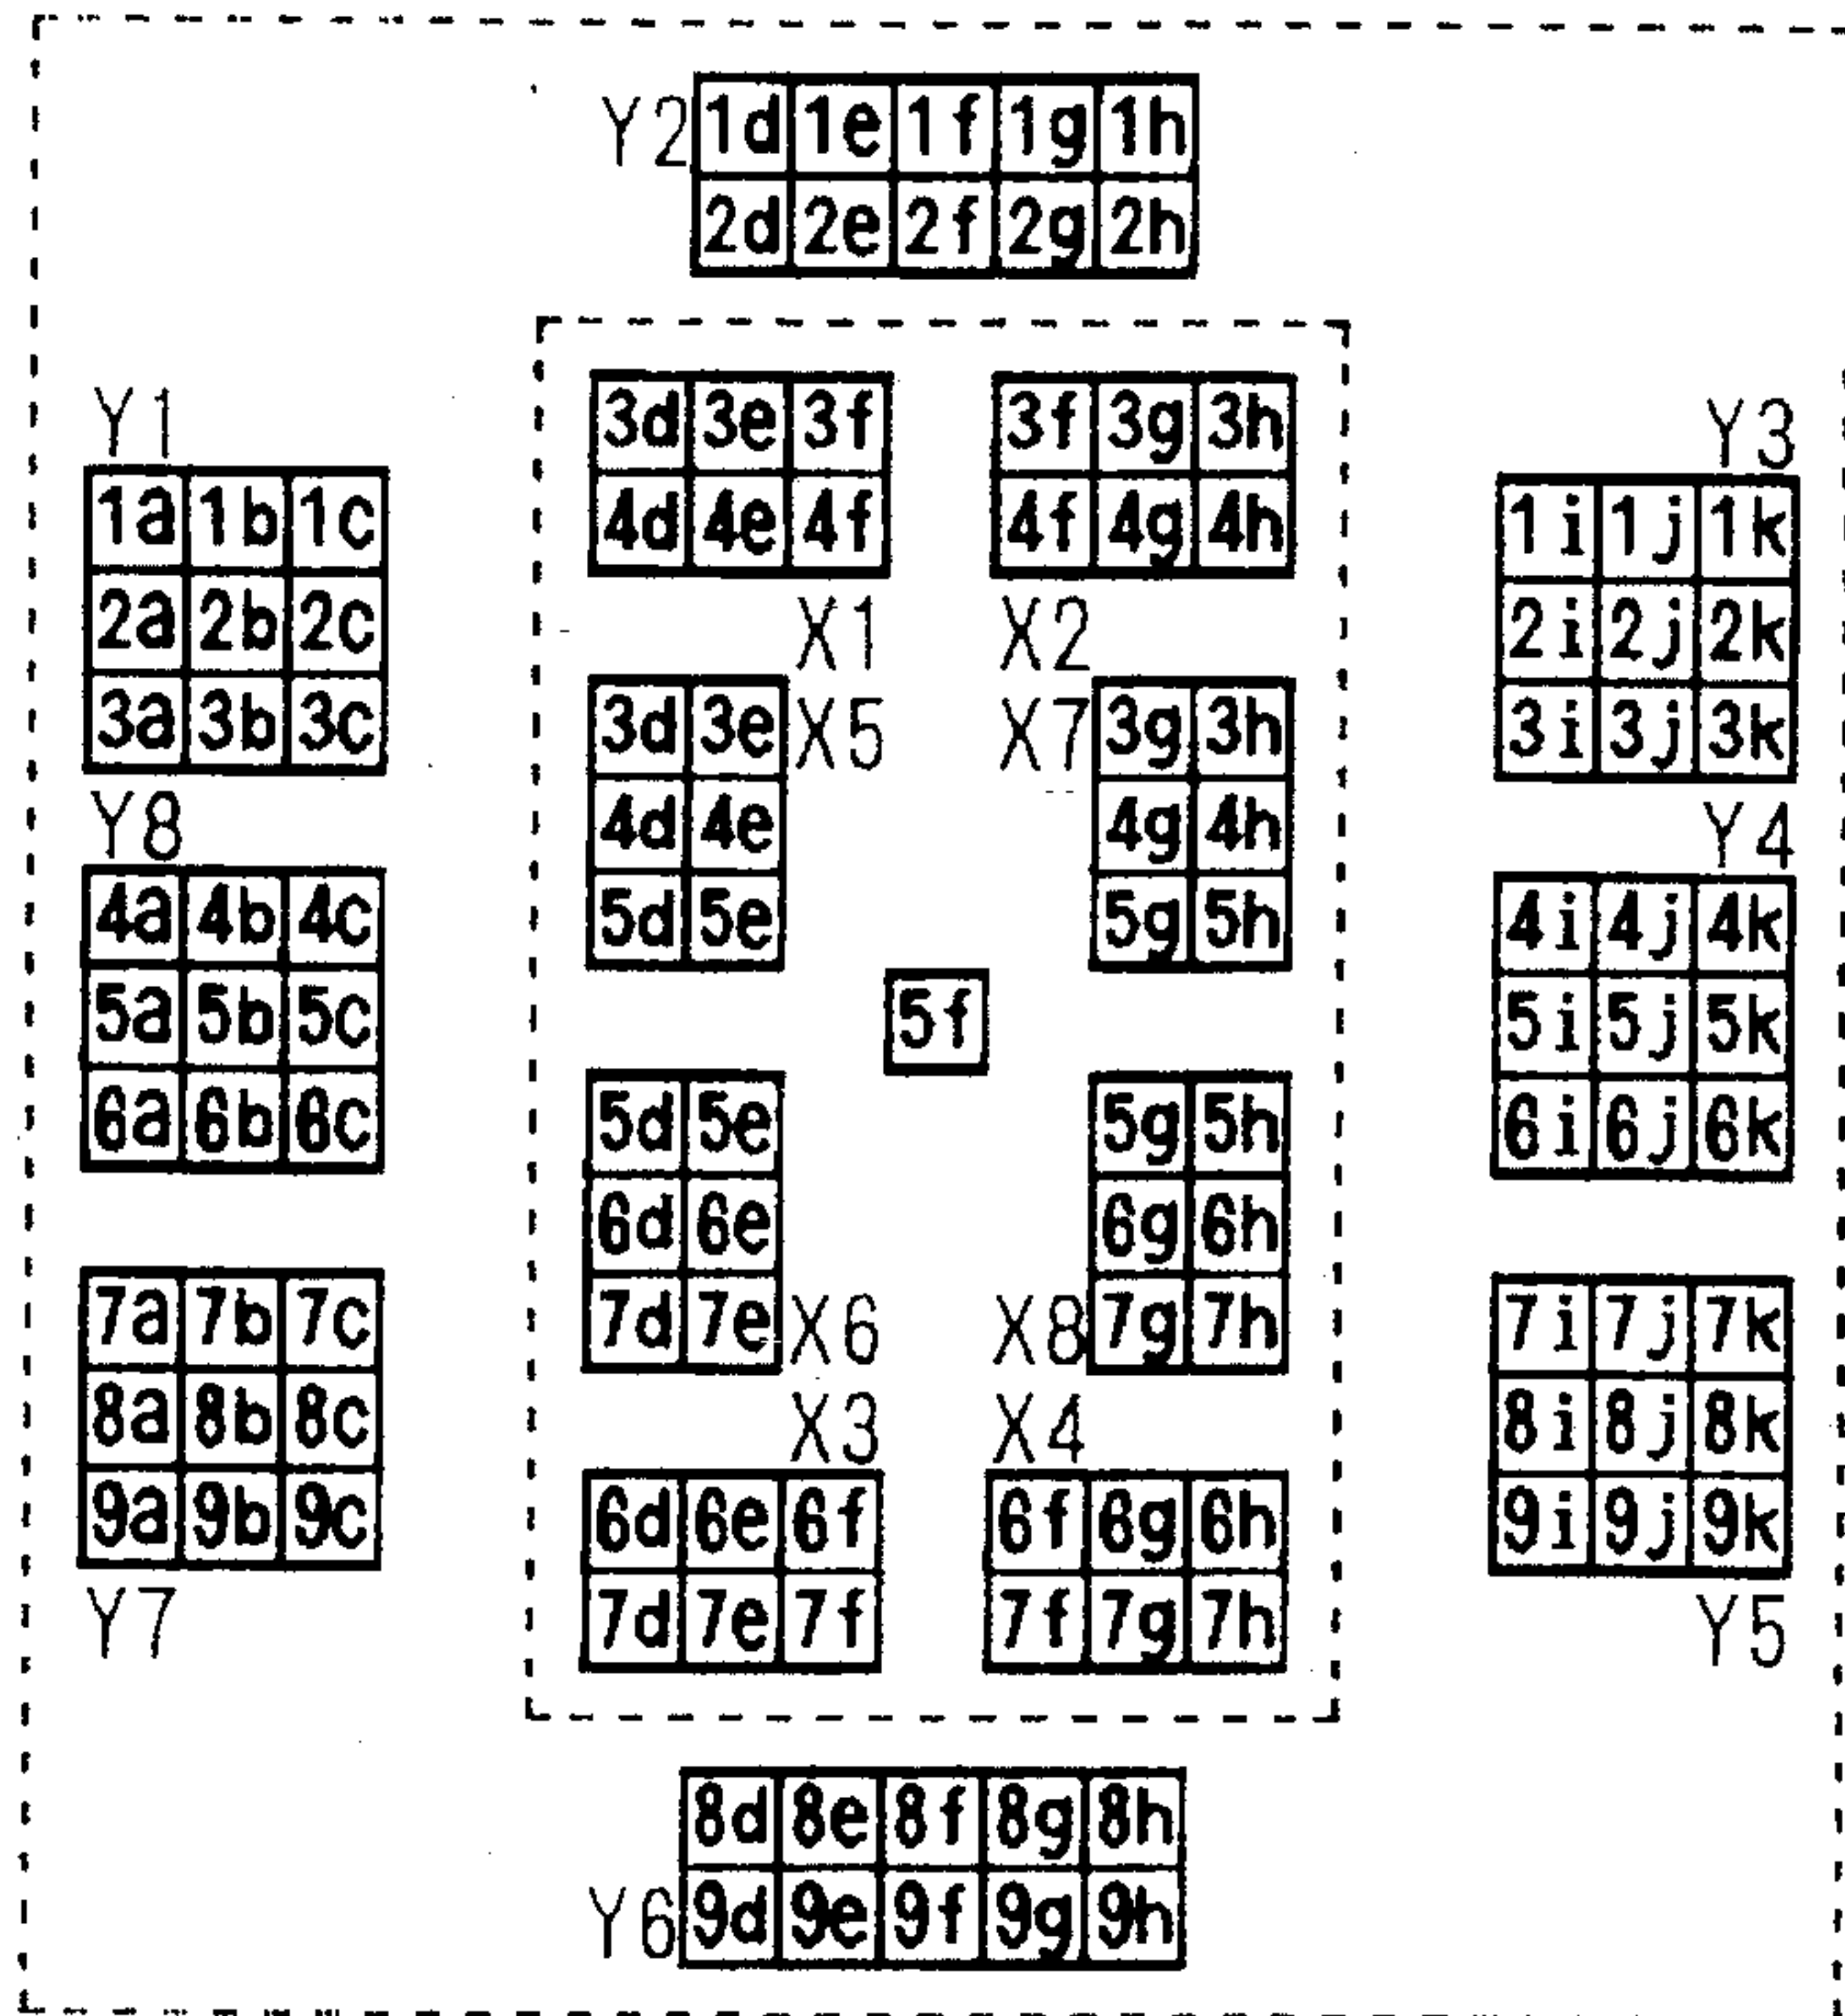 Y2 1d 1e 1f 1g 1h
2d 2e 2f 2g 2h
Y1
1a 1b 1c
2a 2b 2c
3a 3b 3c
Y8
4a 4b 4c
5a 5b 5c
6a 6b 6c
7a 7b 7c
8a 8b 8c
9a 9b 9c
Y7
3d 3e 3f
4d 4e 4f
X1
3f 3g 3h
4f 4g 4h
X2
3d 3e X5
4d 4e
5d 5e
X7 3g 3h
4g 4h
5g 5h
5f
5d 5e
6d 6e
7d 7e X6
5g 5h
6g 6h
X8 7g 7h
X3
6d 6e 6f
7d 7e 7f
X4
6f 6g 6h
7f 7g 7h
Y3
1i 1j 1k
2i 2j 2k
3i 3j 3k
Y4
4i 4j 4k
5i 5j 5k
6i 6j 6k
7i 7j 7k
8i 8j 8k
9i 9j 9k
Y5
8d 8e 8f 8g 8h
Y6 9d 9e 9f 9g 9h